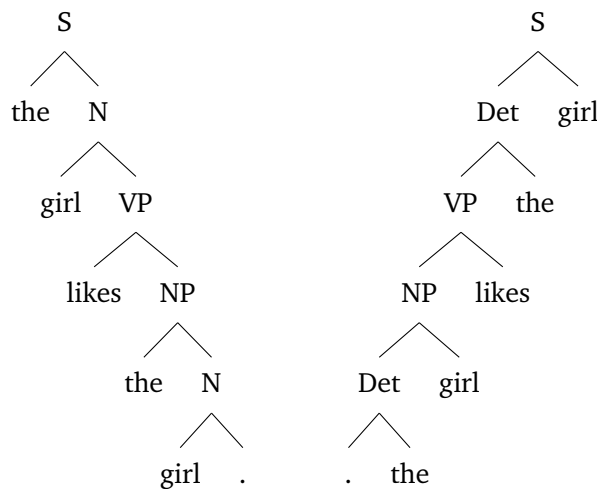 S S
the N Det girl
girl VP VP the
likes NP NP likes
the N Det girl
girl . . the